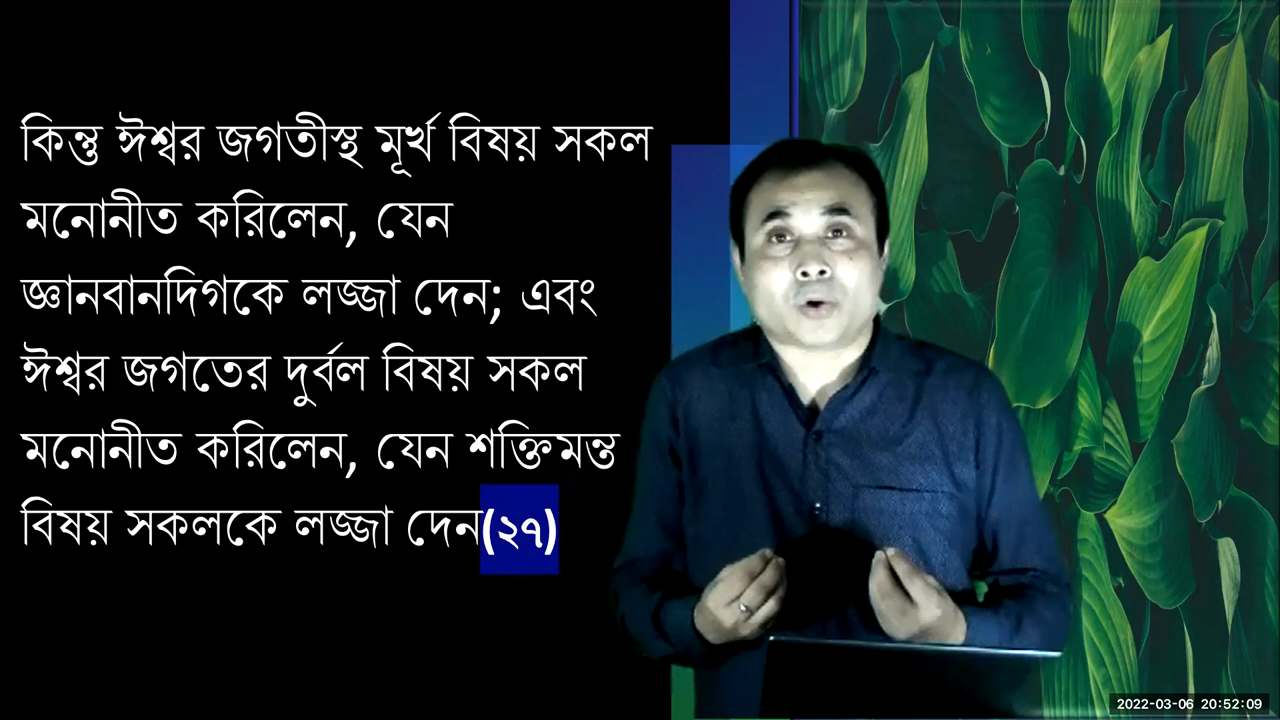 কিন্তু ঈশ্বর জগতীস্থ মূর্খ বিষয় সকল
মনোনীত করিলেন, যেন
জ্ঞানবানদিগকে লজ্জা দেন; এবং
ঈশ্বর জগতের দুর্বল বিষয় সকল
মনোনীত করিলেন, যেন শক্তিমন্ত
বিষয় সকলকে লজ্জা দেন(২৭)
2022-03-06 20:52:09